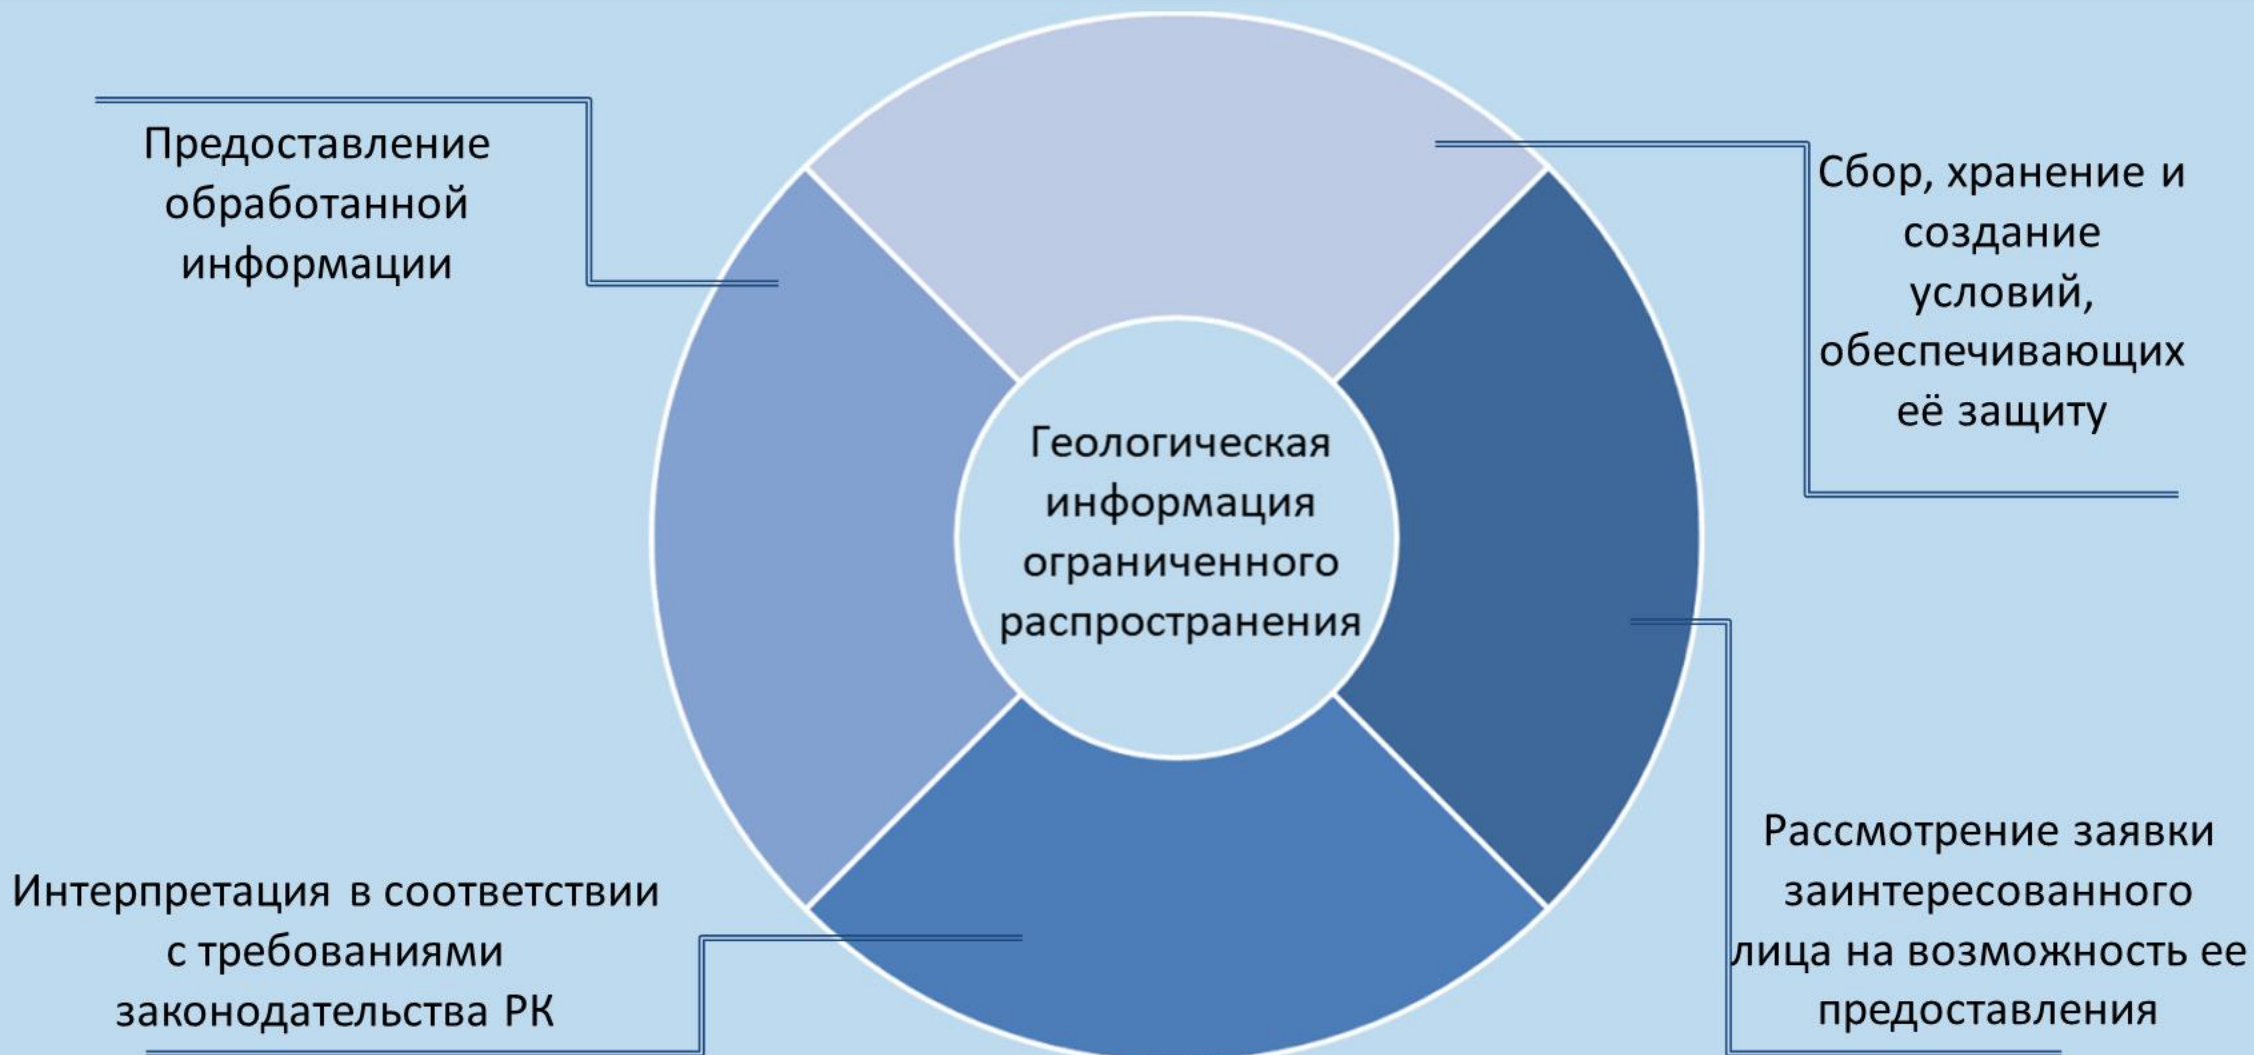 Предоставление
обработанной
информации
Сбор, хранение и
создание
условий,
обеспечивающих
её защиту
Геологическая
информация
ограниченного
распространения
Интерпретация в соответствии
с требованиями
законодательства РК
Рассмотрение заявки
заинтересованного
лица на возможность ее
предоставления